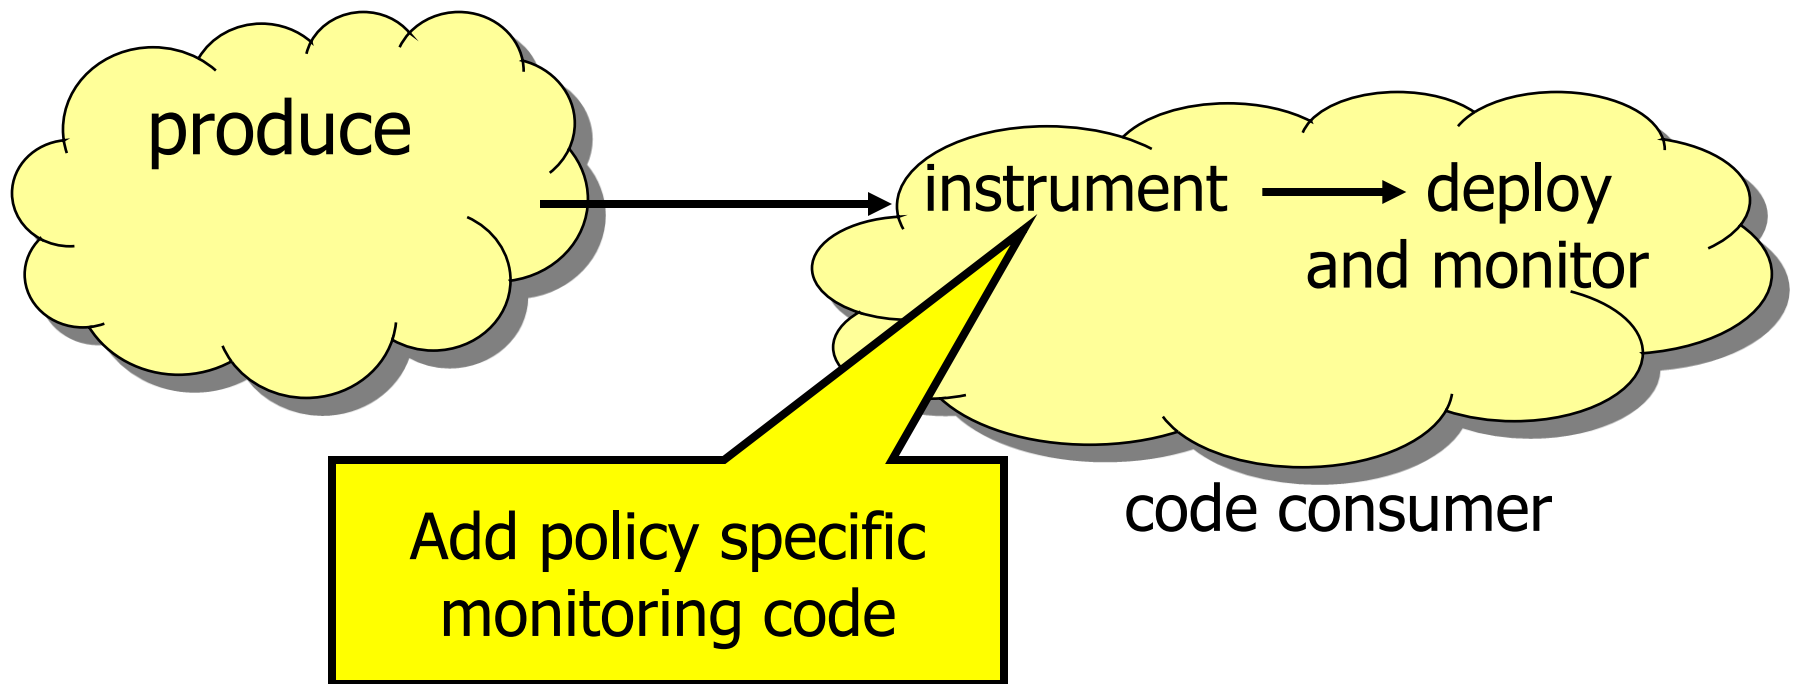 produce
instrument
deploy
and monitor
code consumer
Add policy specific
monitoring code